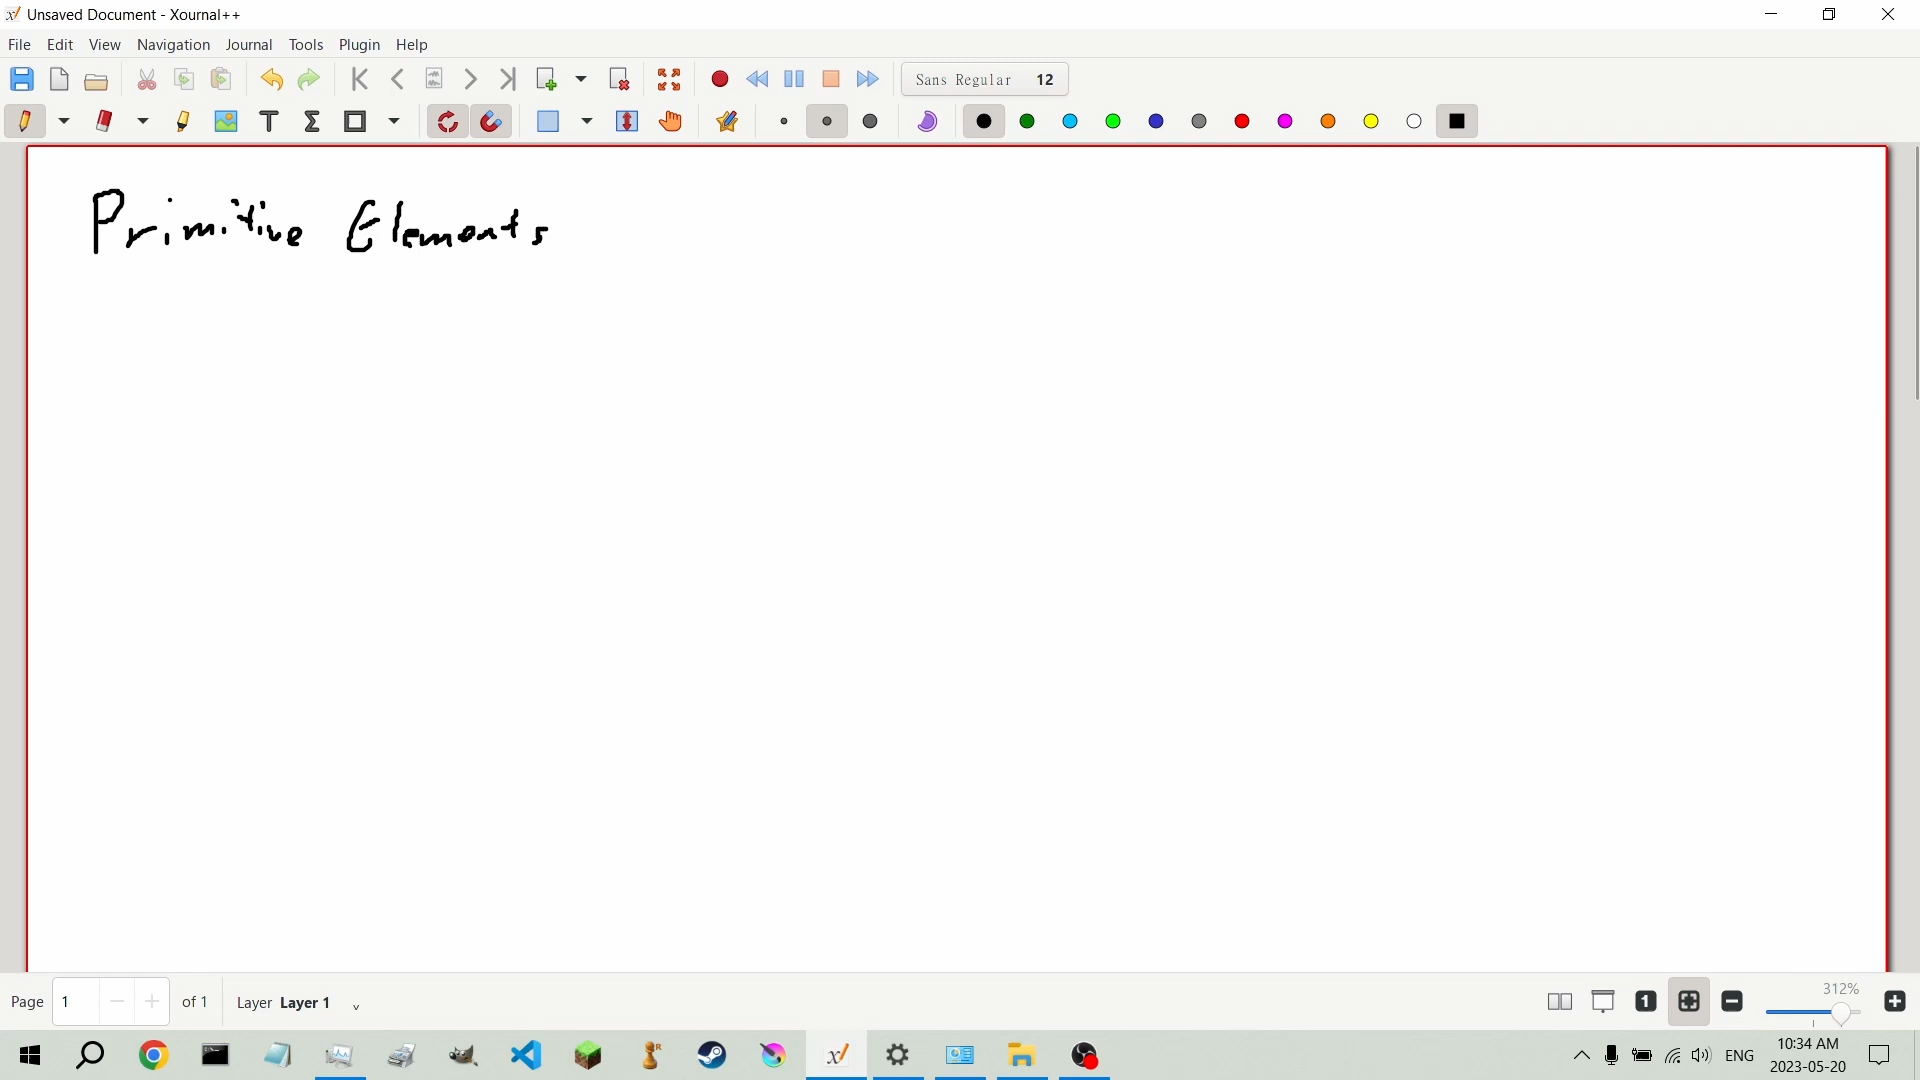 Unsaved Document - Xournal++
File Edit View Navigation Journal Tools Plugin Help
Sans Regular 12
Primitive Elements
Page 1 of 1 Layer Layer 1
312%
ENG
10:34 AM
2023-05-20